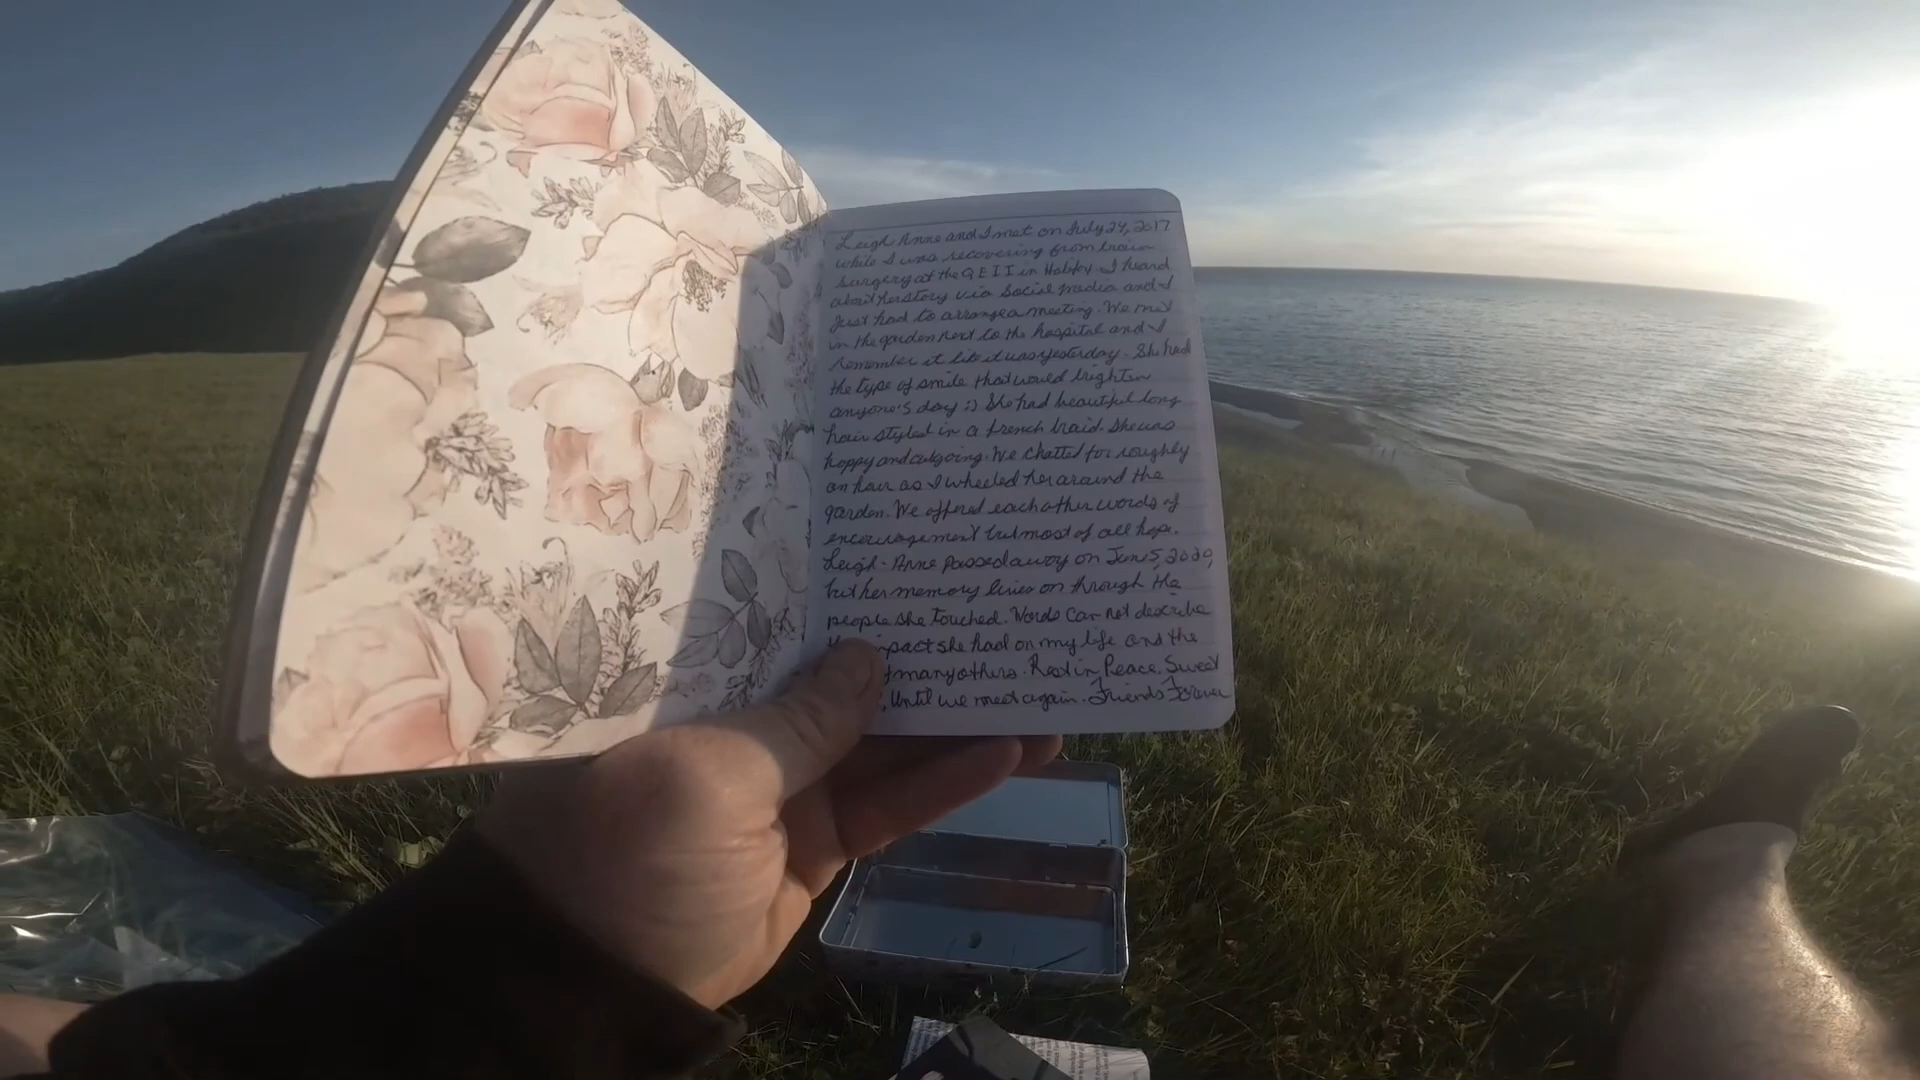 Leigh Anne and I met on July 24, 2017
while I was recovering from brain
surgery at the QEII in Halifax. I heard
about her story via social media and I
just had to arrange a meeting. We met
in the garden next to the hospital and I
remember it like it was yesterday. She had
the type of smile that would brighten
anyone's day :) She had beautiful long
hair styled in a french braid. She was
happy and outgoing. We chatted for roughly
an hour as I wheeled her around the
garden. We offered each other words of
encouragement but most of all hope.
Leigh-Anne passed away on 5, 2020,
but her memory lives on through the
people she touched. Words can not describe
impact she had on my life and the
many others. Rest in Peace, Sweet
Until we meet again. Friends Forever